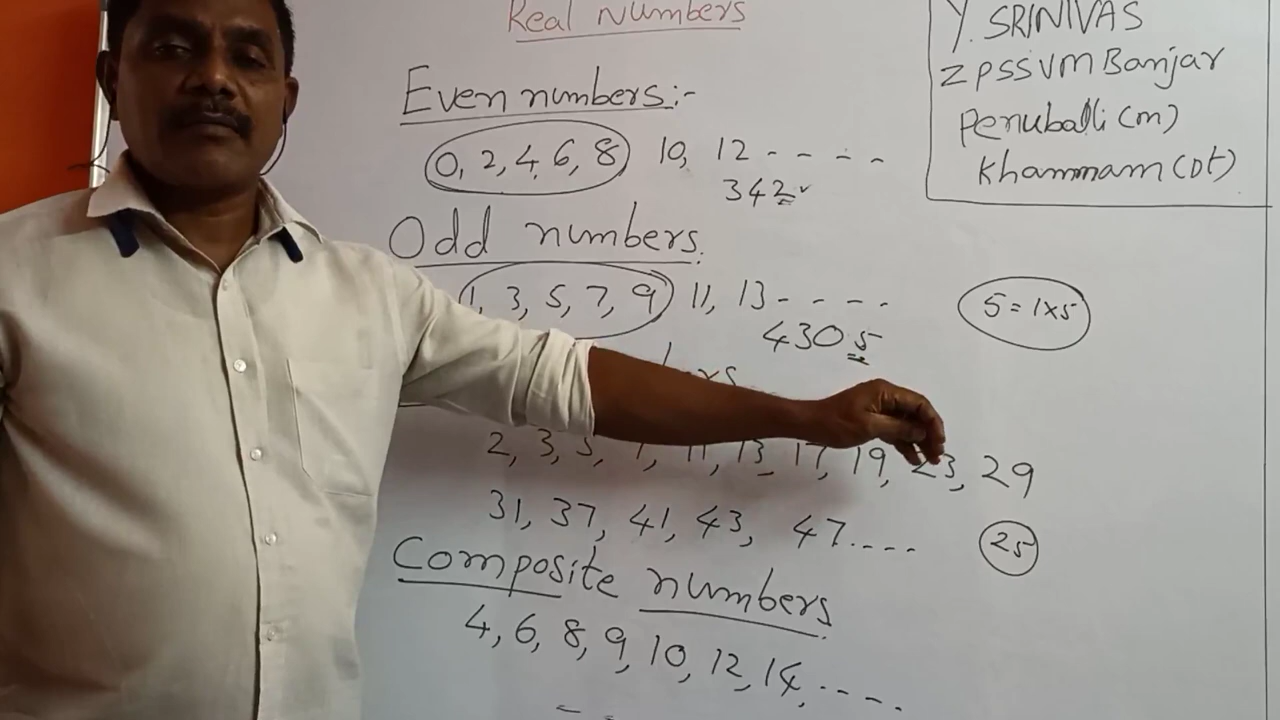 Real numbers
Even numbers:-
0, 2, 4, 6, 8 10, 12 - - - -
342
Odd numbers.
1, 3, 5, 7, 9 11, 13 - - - -
4305
5 = 1x5
2, 3, 5, 7, 11, 13, 17, 19, 23, 29
31, 37, 41, 43, 47....
25
Composite numbers
4, 6, 8, 9, 10, 12, 14, - - - .
Y. SRINIVAS
ZPSSVM Banjar
Penuballi (m)
Khammam (Dt)